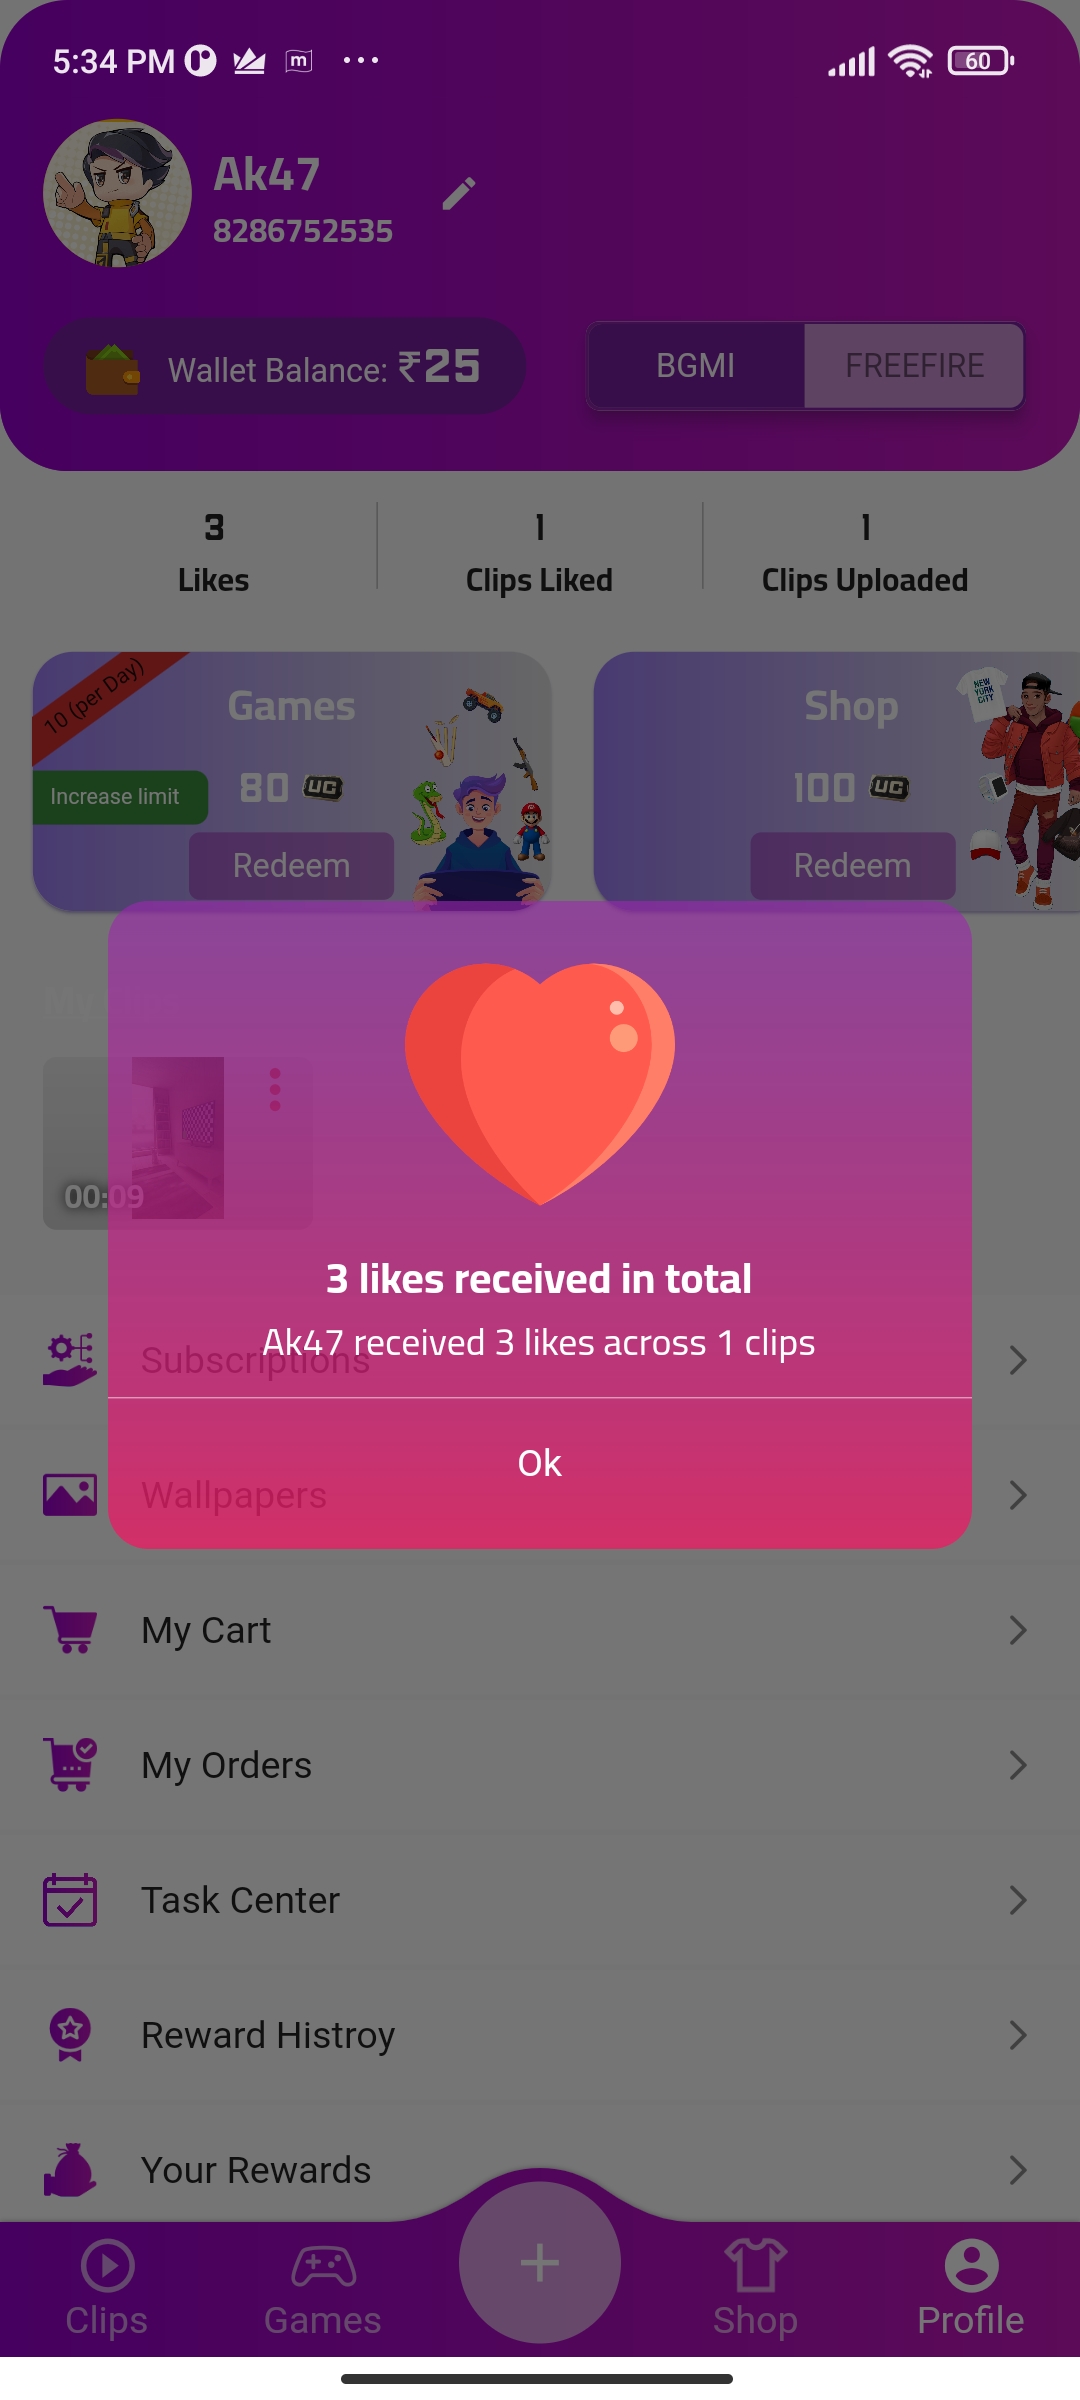 5:34 PM
60
Ak47
8286752535
Wallet Balance: ₹25
BGMI
FREEFIRE
3
Likes
1
Clips Liked
1
Clips Uploaded
10 (per Day)
Increase limit
Games
80 UC
Redeem
Shop
100 UC
Redeem
NEW
YORK
CITY
00:09
3 likes received in total
Ak47 received 3 likes across 1 clips
Ok
Subscriptions
Wallpapers
My Cart
My Orders
Task Center
Reward Histroy
Your Rewards
Clips
Games
Shop
Profile